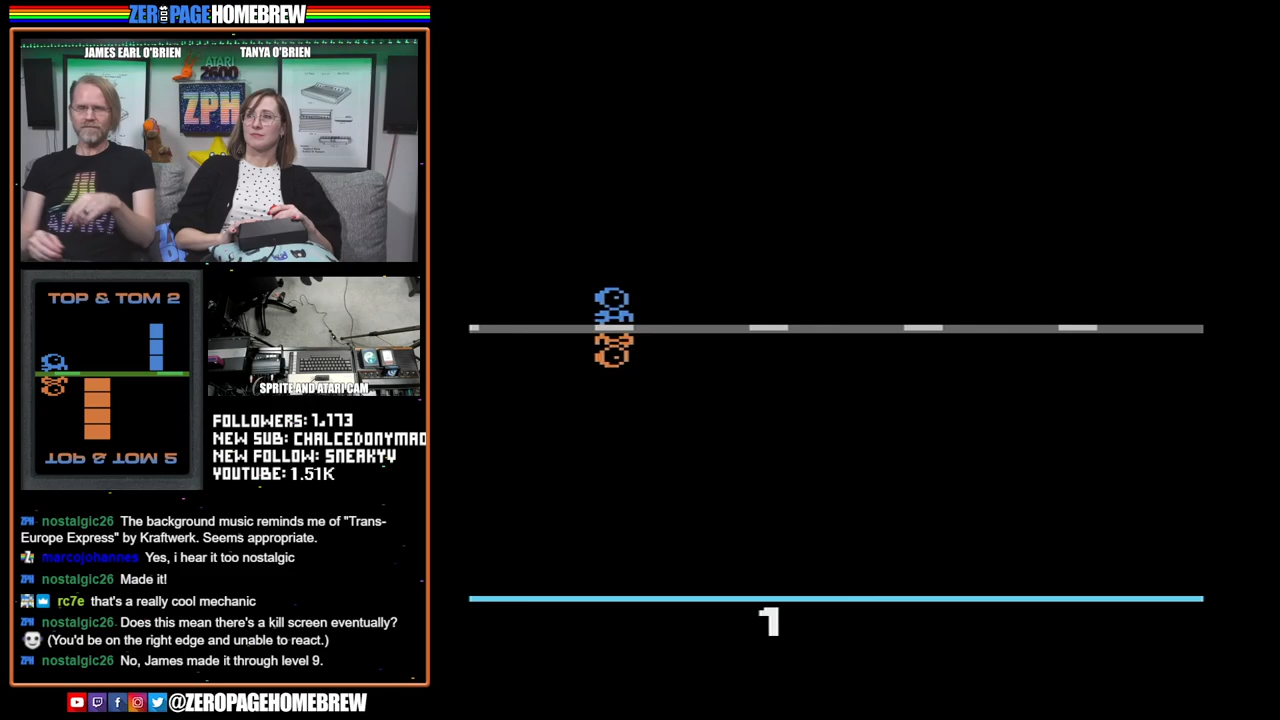 ZEROPAGE HOMEBREW
JAMES EARL O'BRIEN
TANYA O'BRIEN
ATARI
2600
ZPH
ATARI
TOP & TOM 2
TOP & TOM 2
SPRITE AND ATARI CAM
FOLLOWERS: 1,173
NEW SUB: CHALCEDONYMAD
NEW FOLLOW: SNEAKYV
YOUTUBE: 1.51K
nostalgic26 The background music reminds me of "Trans-
Europe Express" by Kraftwerk. Seems appropriate.
marcojohannes Yes, i hear it too nostalgic
nostalgic26 Made it!
rc7e that's a really cool mechanic
nostalgic26 Does this mean there's a kill screen eventually?
(You'd be on the right edge and unable to react.)
nostalgic26 No, James made it through level 9.
@ZEROPAGEHOMEBREW
1